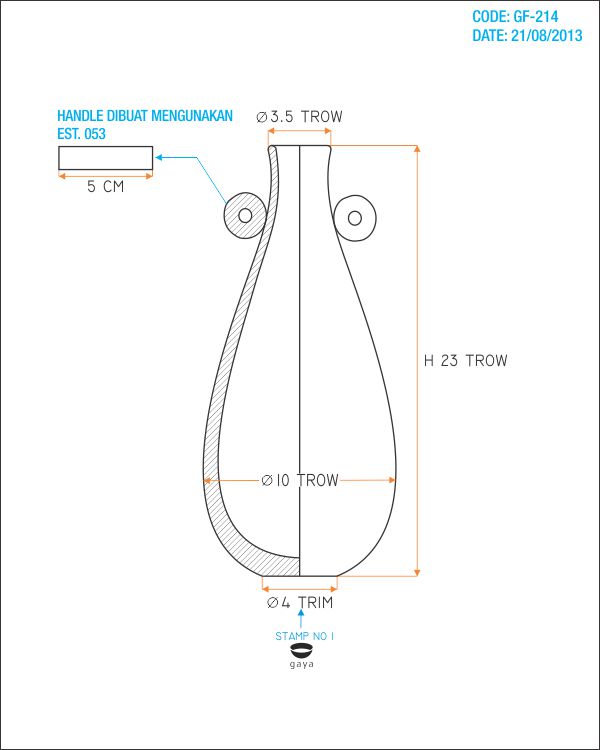 CODE: GF-214
DATE: 21/08/2013
HANDLE DIBUAT MENGUNAKAN
EST. 053
5 CM
Ø3.5 TROW
H 23 TROW
Ø10 TROW
Ø4 TRIM
STAMP NO 1
gaya